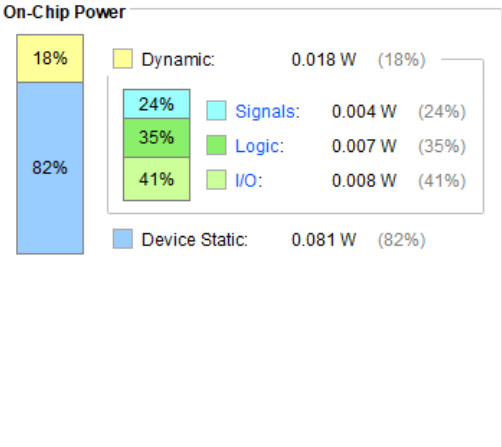 On-Chip Power
18% Dynamic: 0.018 W (18%)
24% Signals: 0.004 W (24%)
35% Logic: 0.007 W (35%)
41% I/O: 0.008 W (41%)
82%
Device Static: 0.081 W (82%)